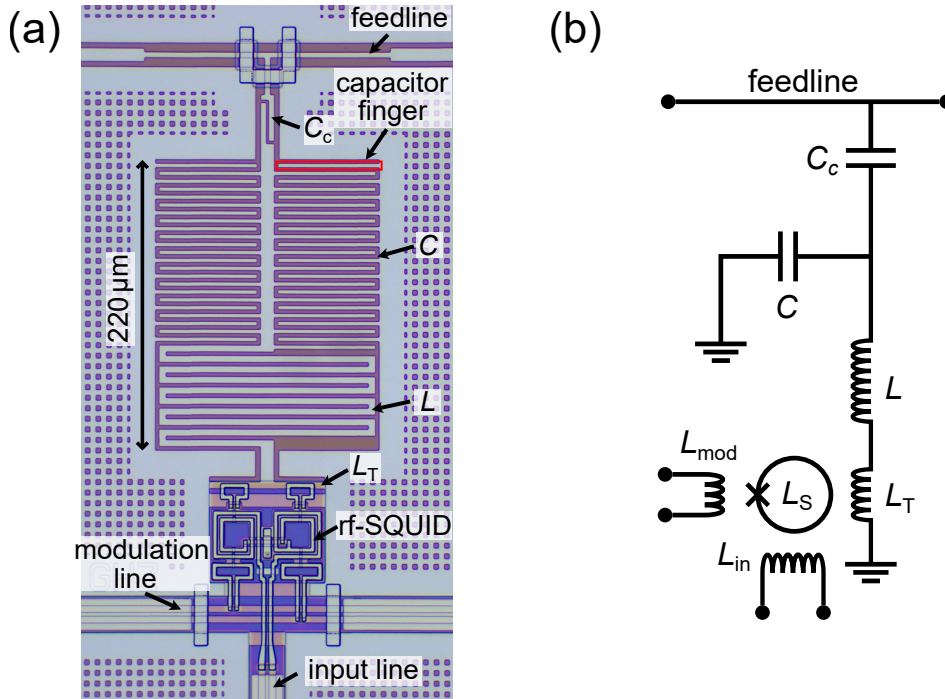 (a)
feedline
capacitor
finger
C_c
C
220 µm
L
L_T
rf-SQUID
modulation
line
input line
(b)
feedline
C_c
C
L
L_mod
L_S
L_T
L_in